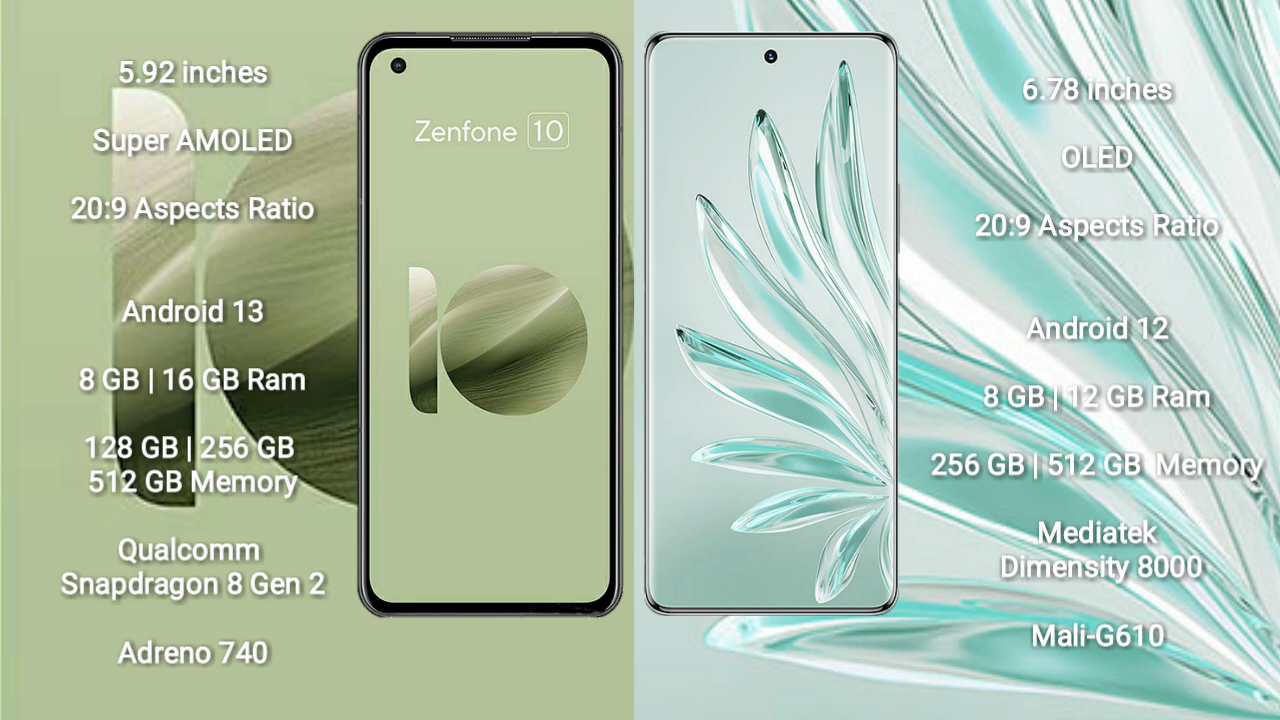 5.92 inches
Super AMOLED
20:9 Aspects Ratio
Android 13
8 GB | 16 GB Ram
128 GB | 256 GB
512 GB Memory
Qualcomm
Snapdragon 8 Gen 2
Adreno 740
Zenfone 10
10
6.78 inches
OLED
20:9 Aspects Ratio
Android 12
8 GB | 12 GB Ram
256 GB | 512 GB Memory
Mediatek
Dimensity 8000
Mali-G610